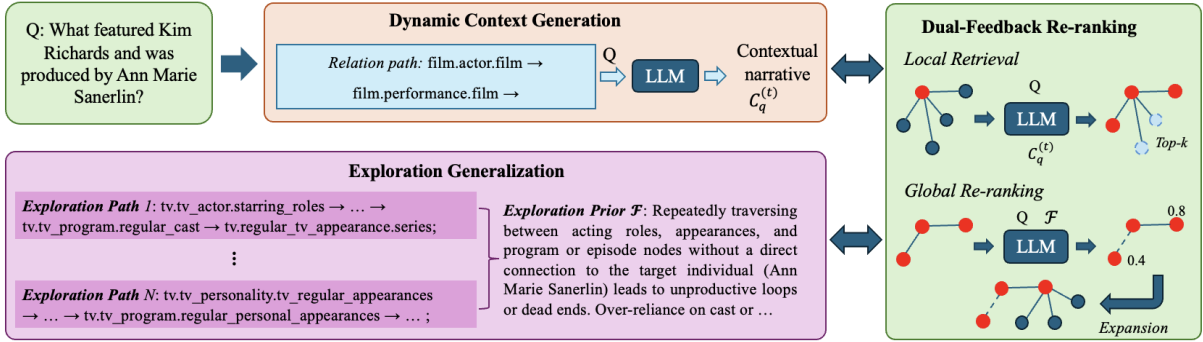 Q: What featured Kim
Richards and was
produced by Ann Marie
Sanerlin?
Dynamic Context Generation
Relation path: film.actor.film →
film.performance.film →
Q
LLM
Contextual
narrative
C_q^(t)
Dual-Feedback Re-ranking
Local Retrieval
Q
LLM
C_q^(t)
Top-k
Global Re-ranking
Q ℱ
LLM
0.8
0.4
Expansion
Exploration Generalization
Exploration Path 1: tv.tv_actor.starring_roles → … →
tv.tv_program.regular_cast → tv.regular_tv_appearance.series;
⋮
Exploration Path N: tv.tv_personality.tv_regular_appearances
→ … → tv.tv_program.regular_personal_appearances → … ;
Exploration Prior ℱ: Repeatedly traversing
between acting roles, appearances, and
program or episode nodes without a direct
connection to the target individual (Ann
Marie Sanerlin) leads to unproductive loops
or dead ends. Over-reliance on cast or …